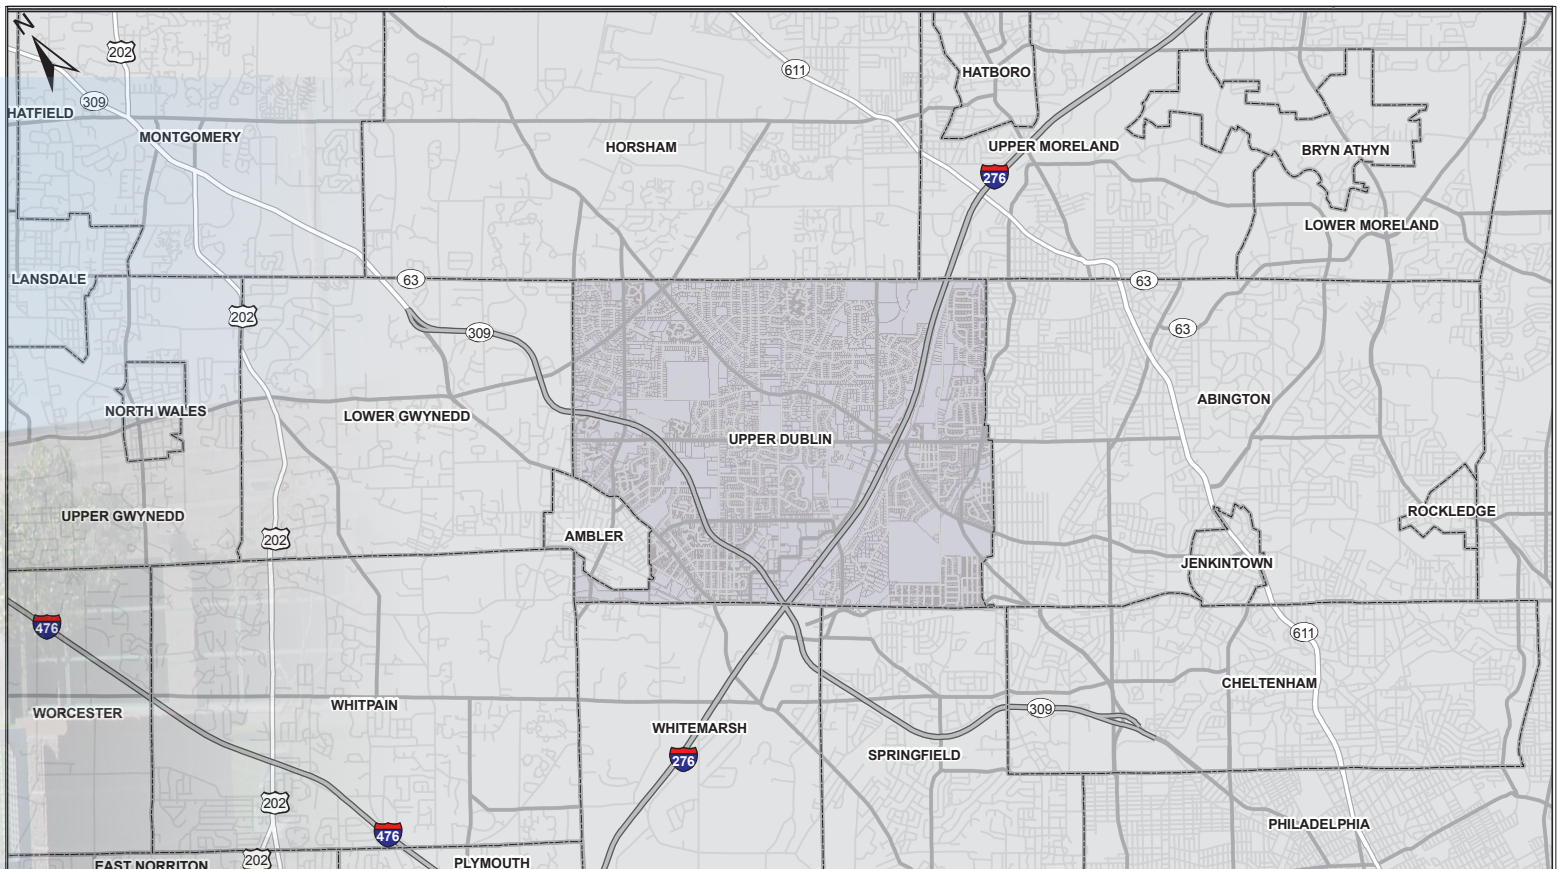 N
202
611
HATBORO
309
HATFIELD
MONTGOMERY
HORSHAM
UPPER MORELAND
BRYN ATHYN
276
LOWER MORELAND
LANSDALE
63
63
202
309
63
ABINGTON
NORTH WALES
LOWER GWYNEDD
UPPER DUBLIN
UPPER GWYNEDD
ROCKLEDGE
202
AMBLER
JENKINTOWN
476
611
CHELTENHAM
WHITPAIN
WORCESTER
309
WHITEMARSH
SPRINGFIELD
276
202
PHILADELPHIA
476
202
PLYMOUTH
EAST NORRITON